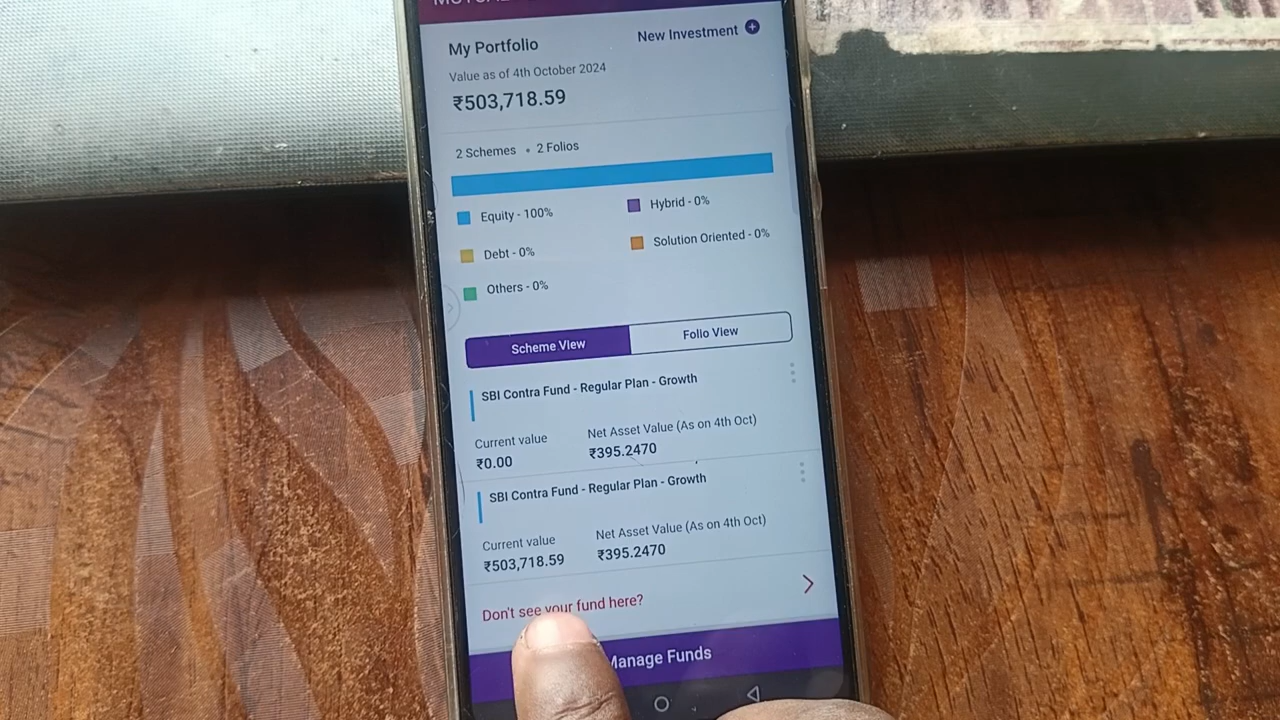 My Portfolio
New Investment
Value as of 4th October 2024
₹503,718.59
2 Schemes • 2 Folios
Equity - 100%
Hybrid - 0%
Debt - 0%
Solution Oriented - 0%
Others - 0%
Scheme View
Folio View
SBI Contra Fund - Regular Plan - Growth
Current value
Net Asset Value (As on 4th Oct)
₹0.00
₹395.2470
SBI Contra Fund - Regular Plan - Growth
Current value
Net Asset Value (As on 4th Oct)
₹503,718.59
₹395.2470
Don't see your fund here?
Manage Funds